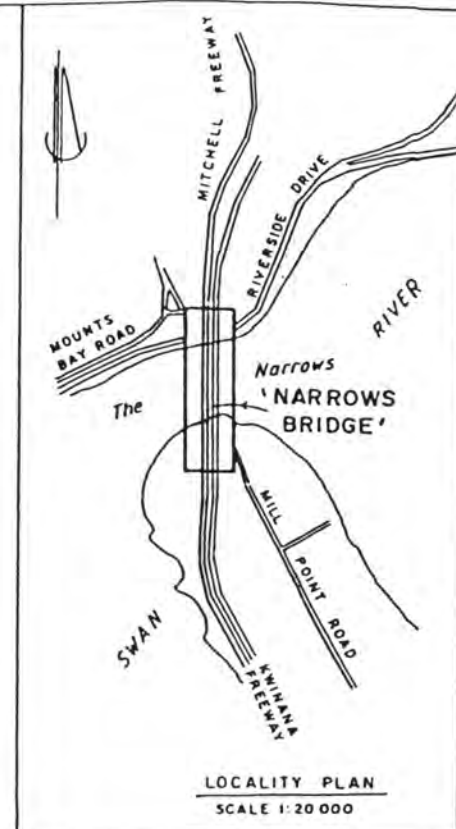 MITCHELL FREEWAY
RIVERSIDE DRIVE
RIVER
MOUNTS
BAY ROAD
The Narrows
'NARROWS
BRIDGE'
MILL POINT ROAD
SWAN
KWINANA
FREEWAY
LOCALITY PLAN
SCALE 1:20 000